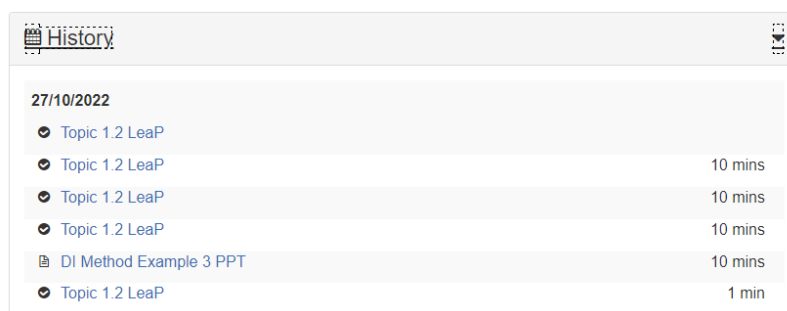 History
27/10/2022
Topic 1.2 LeaP
Topic 1.2 LeaP 10 mins
Topic 1.2 LeaP 10 mins
Topic 1.2 LeaP 10 mins
DI Method Example 3 PPT 10 mins
Topic 1.2 LeaP 1 min